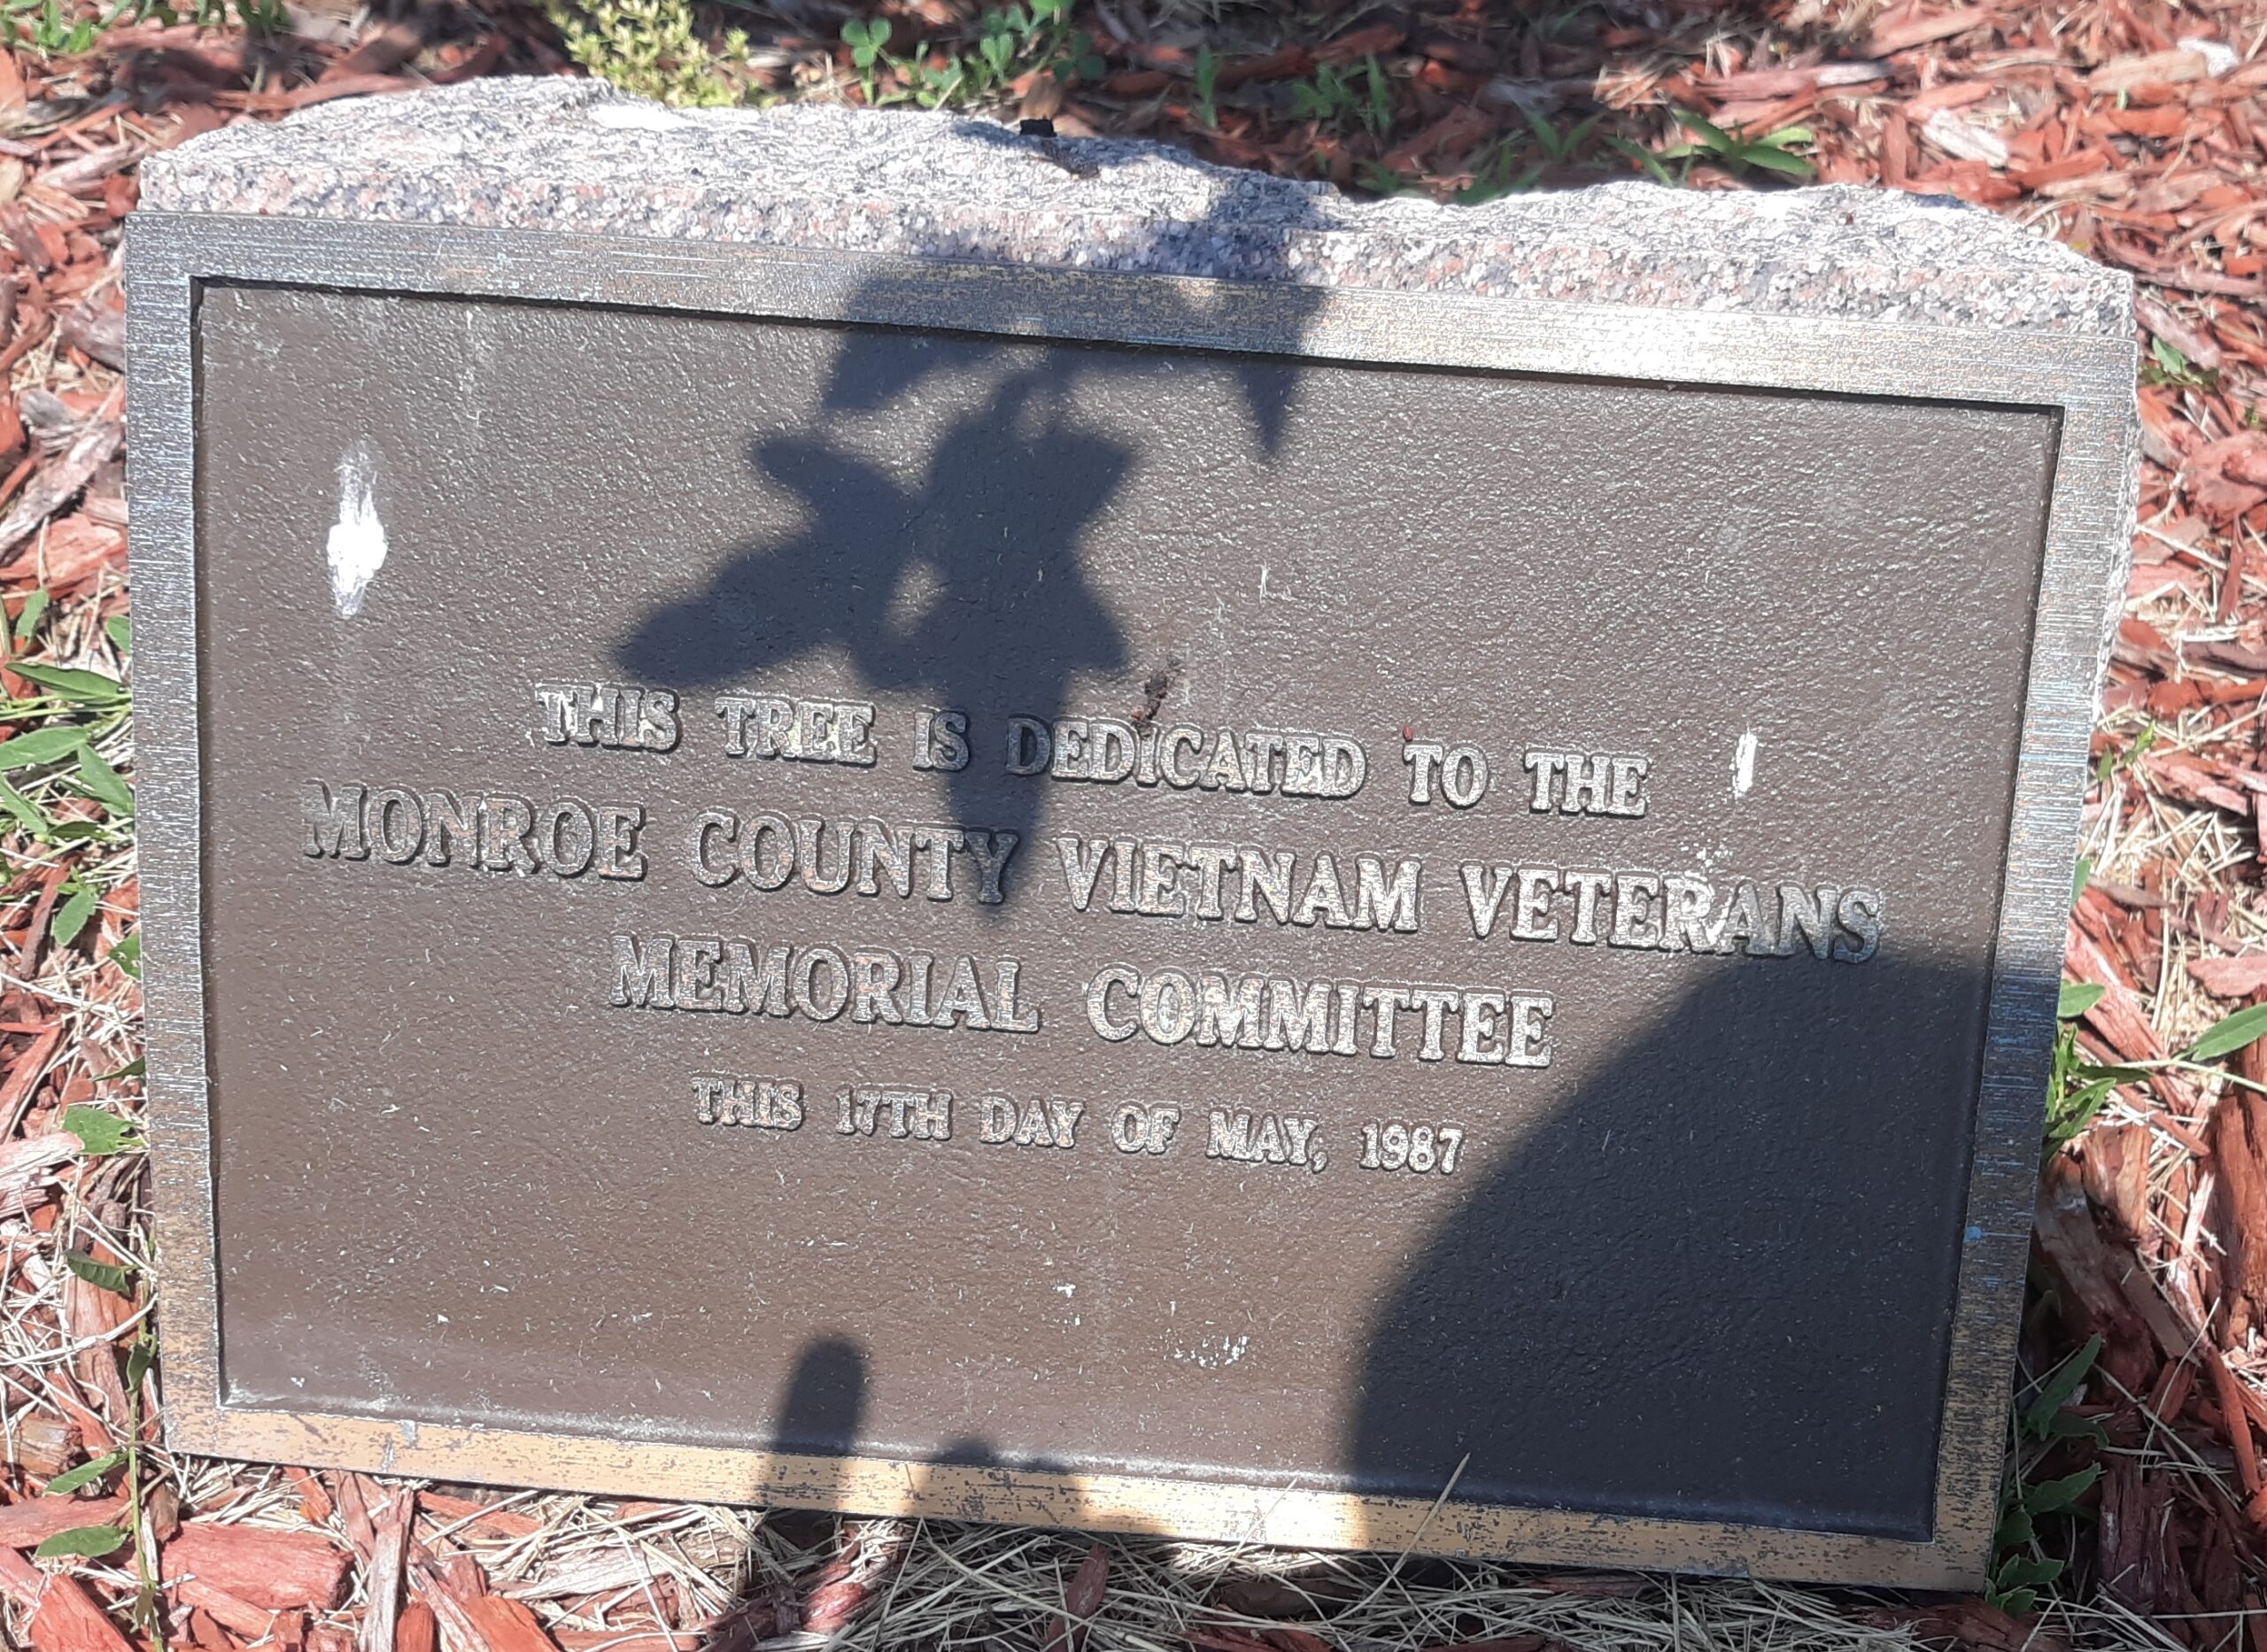 THIS TREE IS DEDICATED TO THE
MONROE COUNTY VIETNAM VETERANS
MEMORIAL COMMITTEE
THIS 17TH DAY OF MAY, 1987